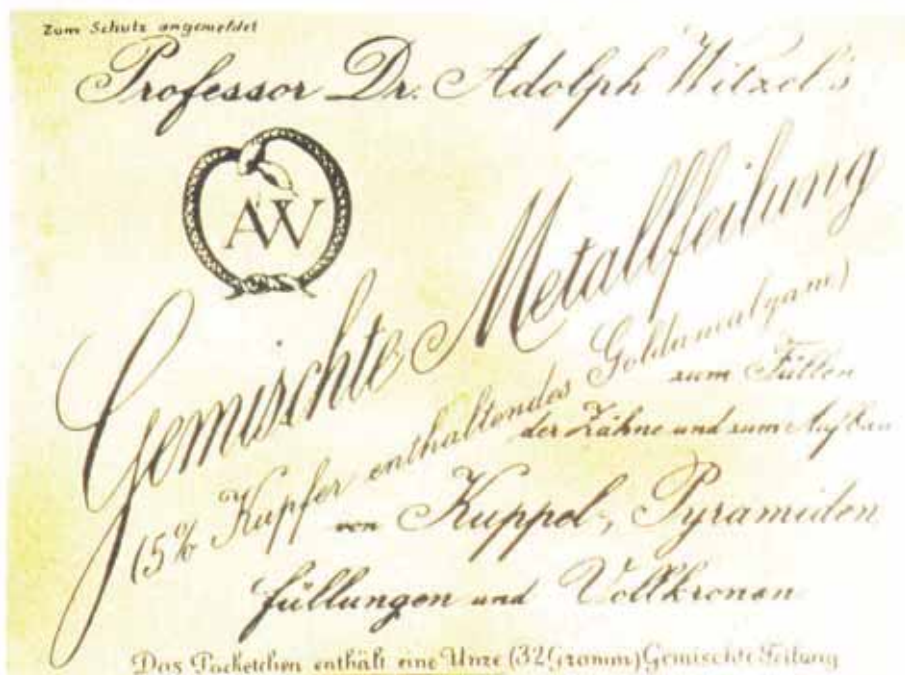 Zum Schutz angemeldet
Professor Dr. Adolph Witzel's
AW
Gemischte Metallfeilung
(5% Kupfer enthaltendes Goldamalgam)
zum Füllen
der Zähne und zum Aufbau
von Kuppel-, Pyramiden
füllungen und Vollkronen
Das Packetchen enthält eine Unze (32 Gramm) Gemischte Feilung